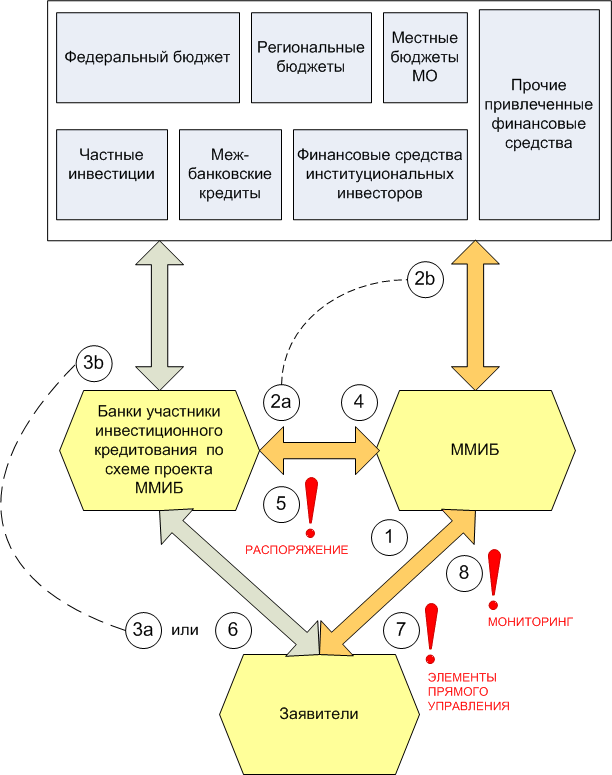 Федеральный бюджет
Региональные
бюджеты
Местные
бюджеты
МО
Прочие
привлеченные
финансовые
средства
Частные
инвестиции
Меж-
банковские
кредиты
Финансовые средства
институциональных
инвесторов
2b
3b
2a
4
Банки участники
инвестиционного
кредитования по
схеме проекта
ММИБ
ММИБ
5
РАСПОРЯЖЕНИЕ
1
8
МОНИТОРИНГ
3a или 6
7
ЭЛЕМЕНТЫ
ПРЯМОГО
УПРАВЛЕНИЯ
Заявители